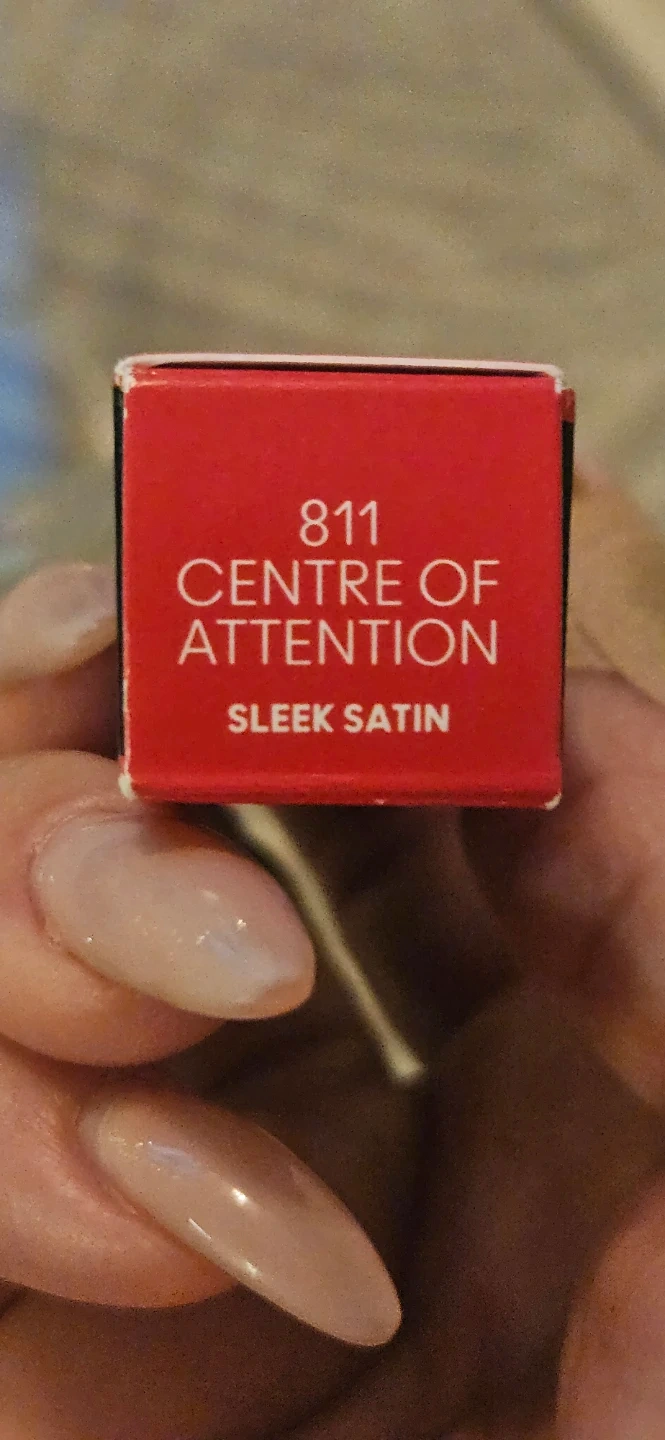 811
CENTRE OF
ATTENTION
SLEEK SATIN